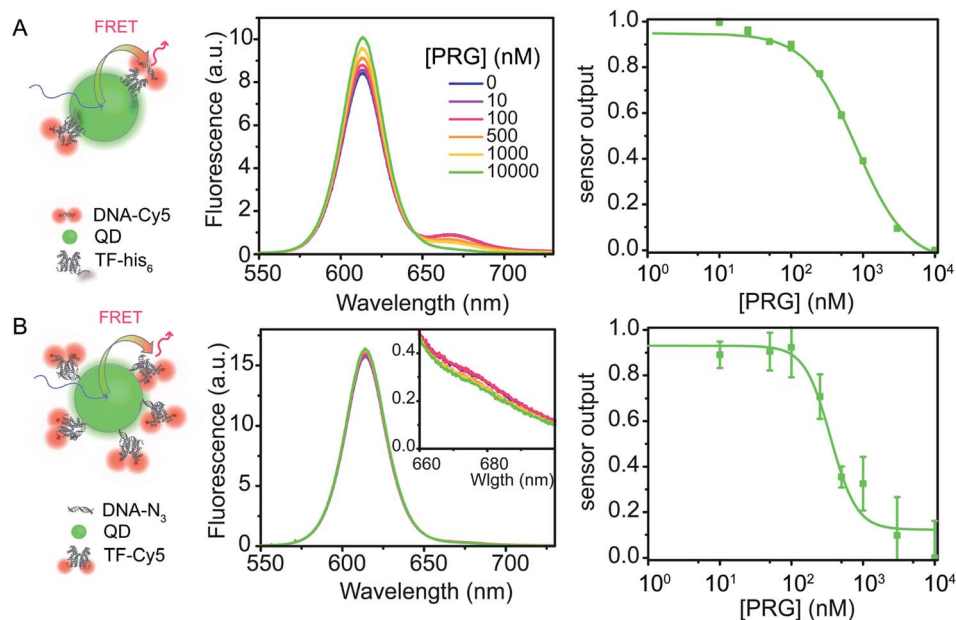 A
FRET
DNA-Cy5
QD
TF-his6
Fluorescence (a.u.)
10
8
6
4
2
0
[PRG] (nM)
0
10
100
500
1000
10000
550 600 650 700
Wavelength (nm)
sensor output
1.0
0.8
0.6
0.4
0.2
0.0
10^0 10^1 10^2 10^3 10^4
[PRG] (nM)
B
FRET
DNA-N3
QD
TF-Cy5
Fluorescence (a.u.)
15
10
5.0
0.0
0.4
0.2
0.0
660 680
Wlgth (nm)
550 600 650 700
Wavelength (nm)
sensor output
1.0
0.8
0.6
0.4
0.2
0.0
10^0 10^1 10^2 10^3 10^4
[PRG] (nM)